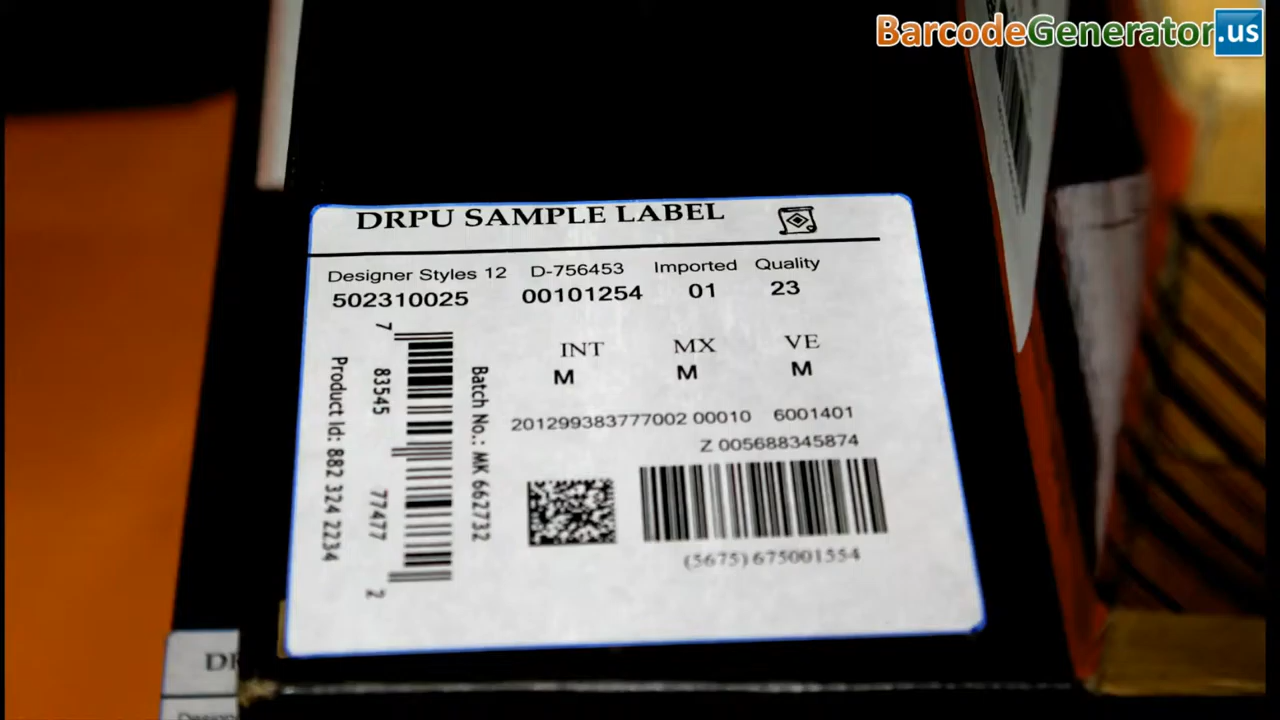 BarcodeGenerator.us
DRPU SAMPLE LABEL
Designer Styles 12 D-756453 Imported Quality
502310025 00101254 01 23
INT MX VE
M M M
201299383777002 00010 6001401
Z 005688345874
(5675) 675001554
Product Id: 882 324 2234
7 83545 77477 2
Batch No.: MK 662732